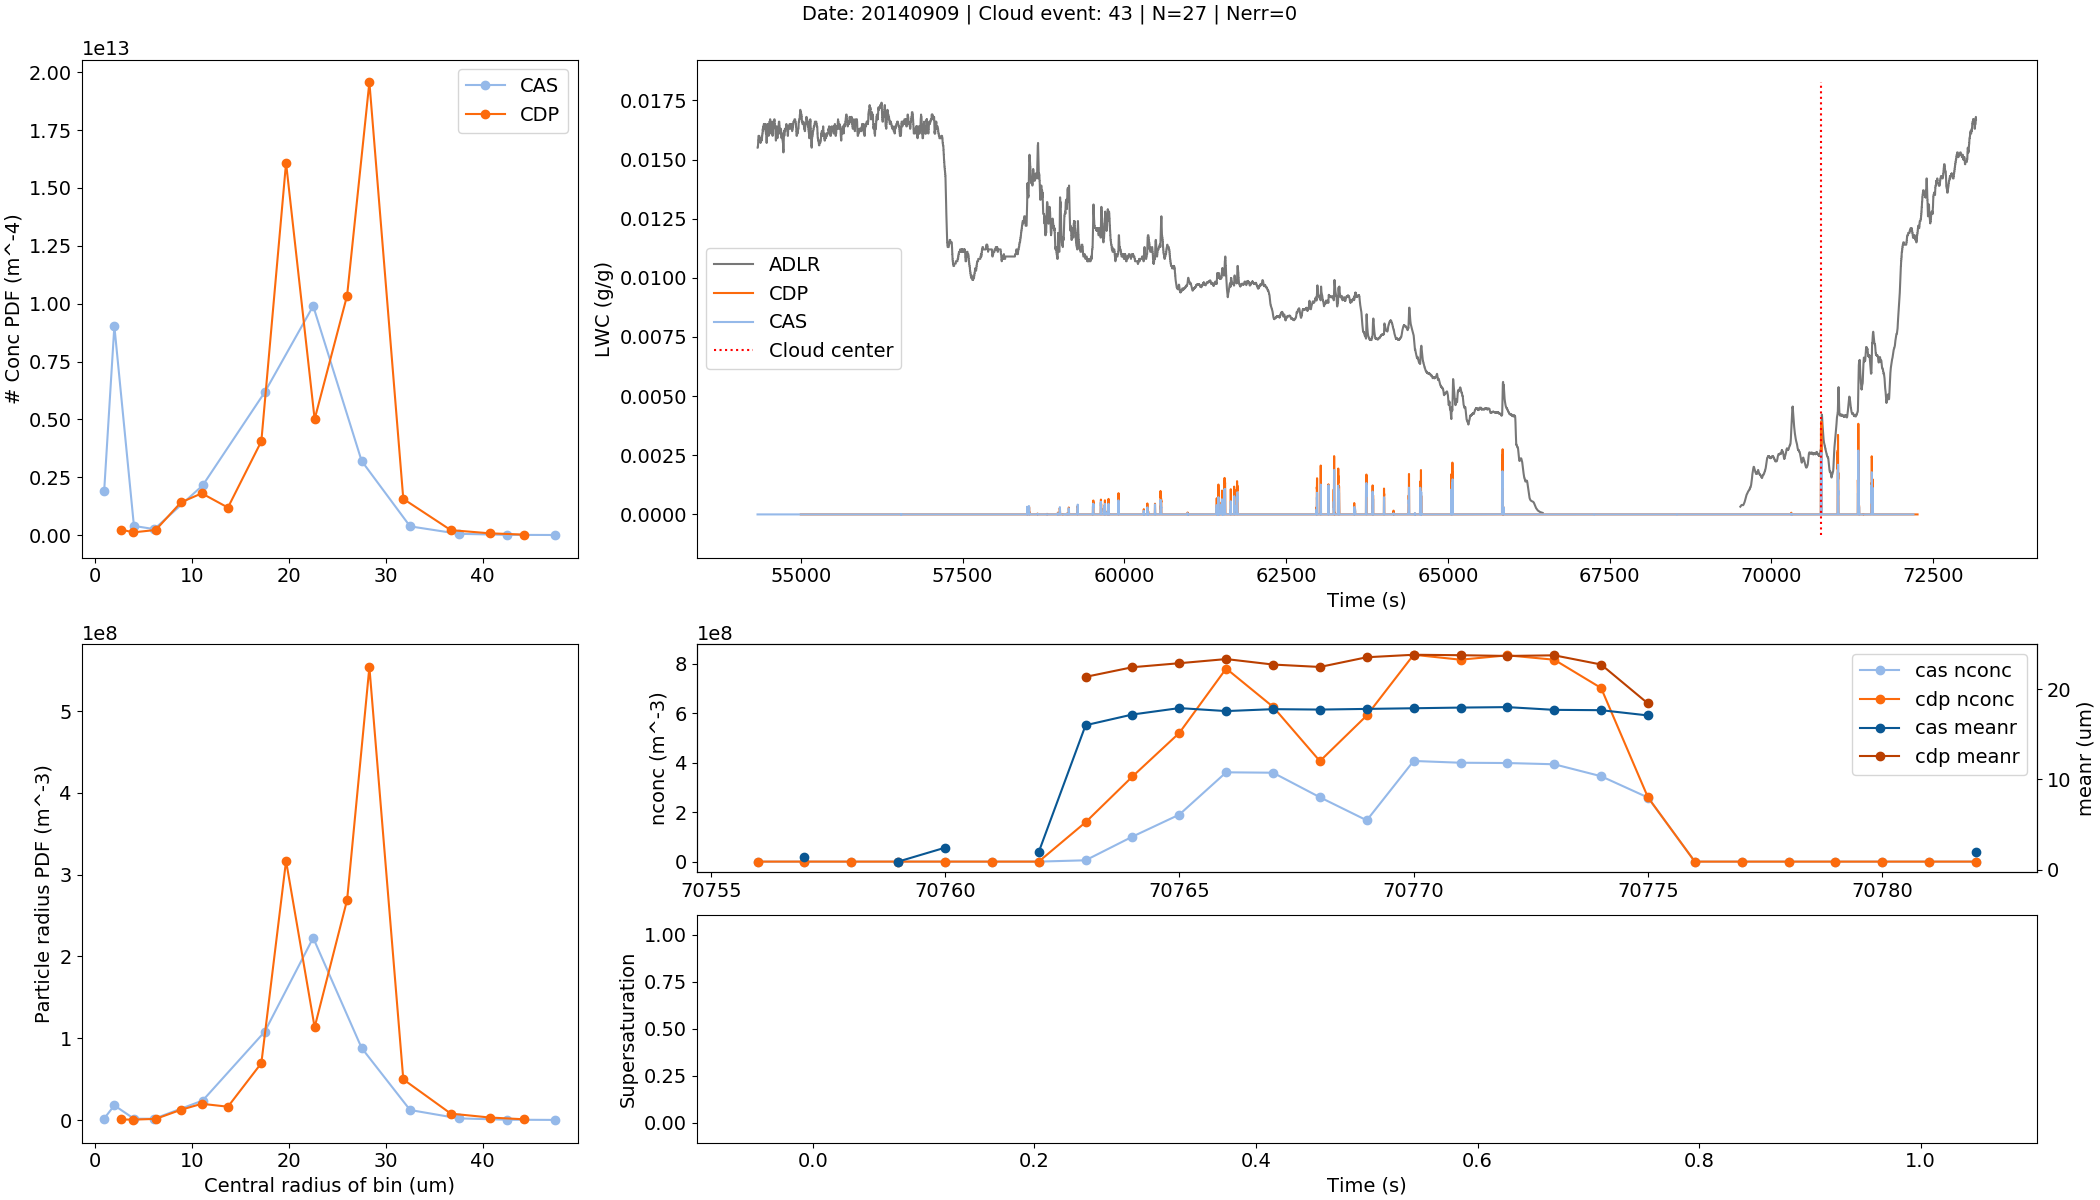 Date: 20140909 | Cloud event: 43 | N=27 | Nerr=0
1e13
# Conc PDF (m^-4)
2.00
1.75
1.50
1.25
1.00
0.75
0.50
0.25
0.00
0 10 20 30 40
CAS
CDP
LWC (g/g)
0.0175
0.0150
0.0125
0.0100
0.0075
0.0050
0.0025
0.0000
ADLR
CDP
CAS
Cloud center
55000 57500 60000 62500 65000 67500 70000 72500
Time (s)
1e8
Particle radius PDF (m^-3)
5
4
3
2
1
0
0 10 20 30 40
Central radius of bin (um)
1e8
nconc (m^-3)
8
6
4
2
0
70755 70760 70765 70770 70775 70780
cas nconc
cdp nconc
cas meanr
cdp meanr
20
10
0
meanr (um)
Supersaturation
1.00
0.75
0.50
0.25
0.00
0.0 0.2 0.4 0.6 0.8 1.0
Time (s)